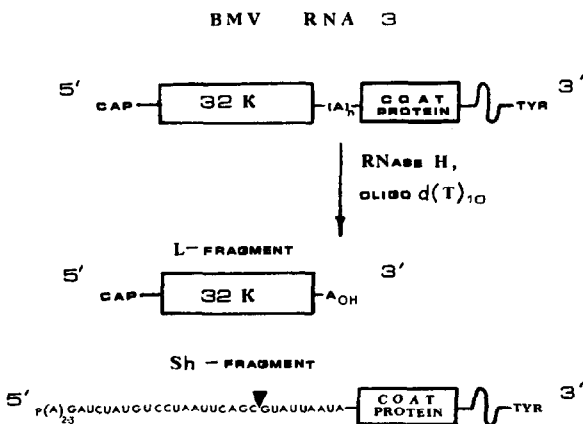 BMV RNA 3
5' CAP 32 K (A)n COAT PROTEIN TYR 3'
RNASE H,
OLIGO d(T)10
L-FRAGMENT
5' CAP 32 K AOH 3'
Sh-FRAGMENT
5' P(A)2-3GAUCUAUGUCCUAAUUCAGCGUAUUAAUA COAT PROTEIN TYR 3'